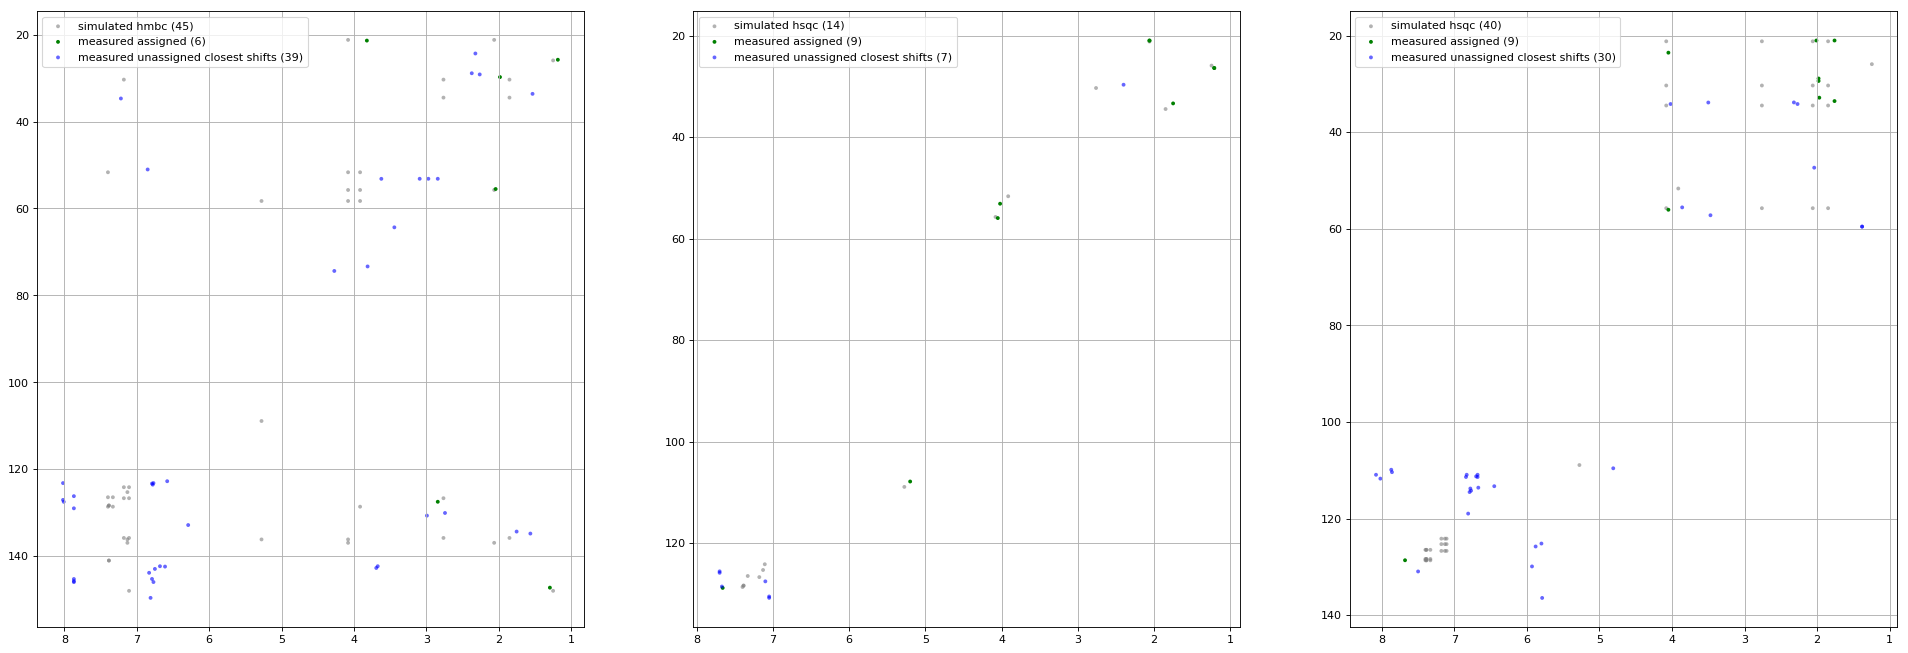 simulated hmbc (45)
measured assigned (6)
measured unassigned closest shifts (39)
20
40
60
80
100
120
140
8 7 6 5 4 3 2 1
simulated hsqc (14)
measured assigned (9)
measured unassigned closest shifts (7)
20
40
60
80
100
120
8 7 6 5 4 3 2 1
simulated hsqc (40)
measured assigned (9)
measured unassigned closest shifts (30)
20
40
60
80
100
120
140
8 7 6 5 4 3 2 1